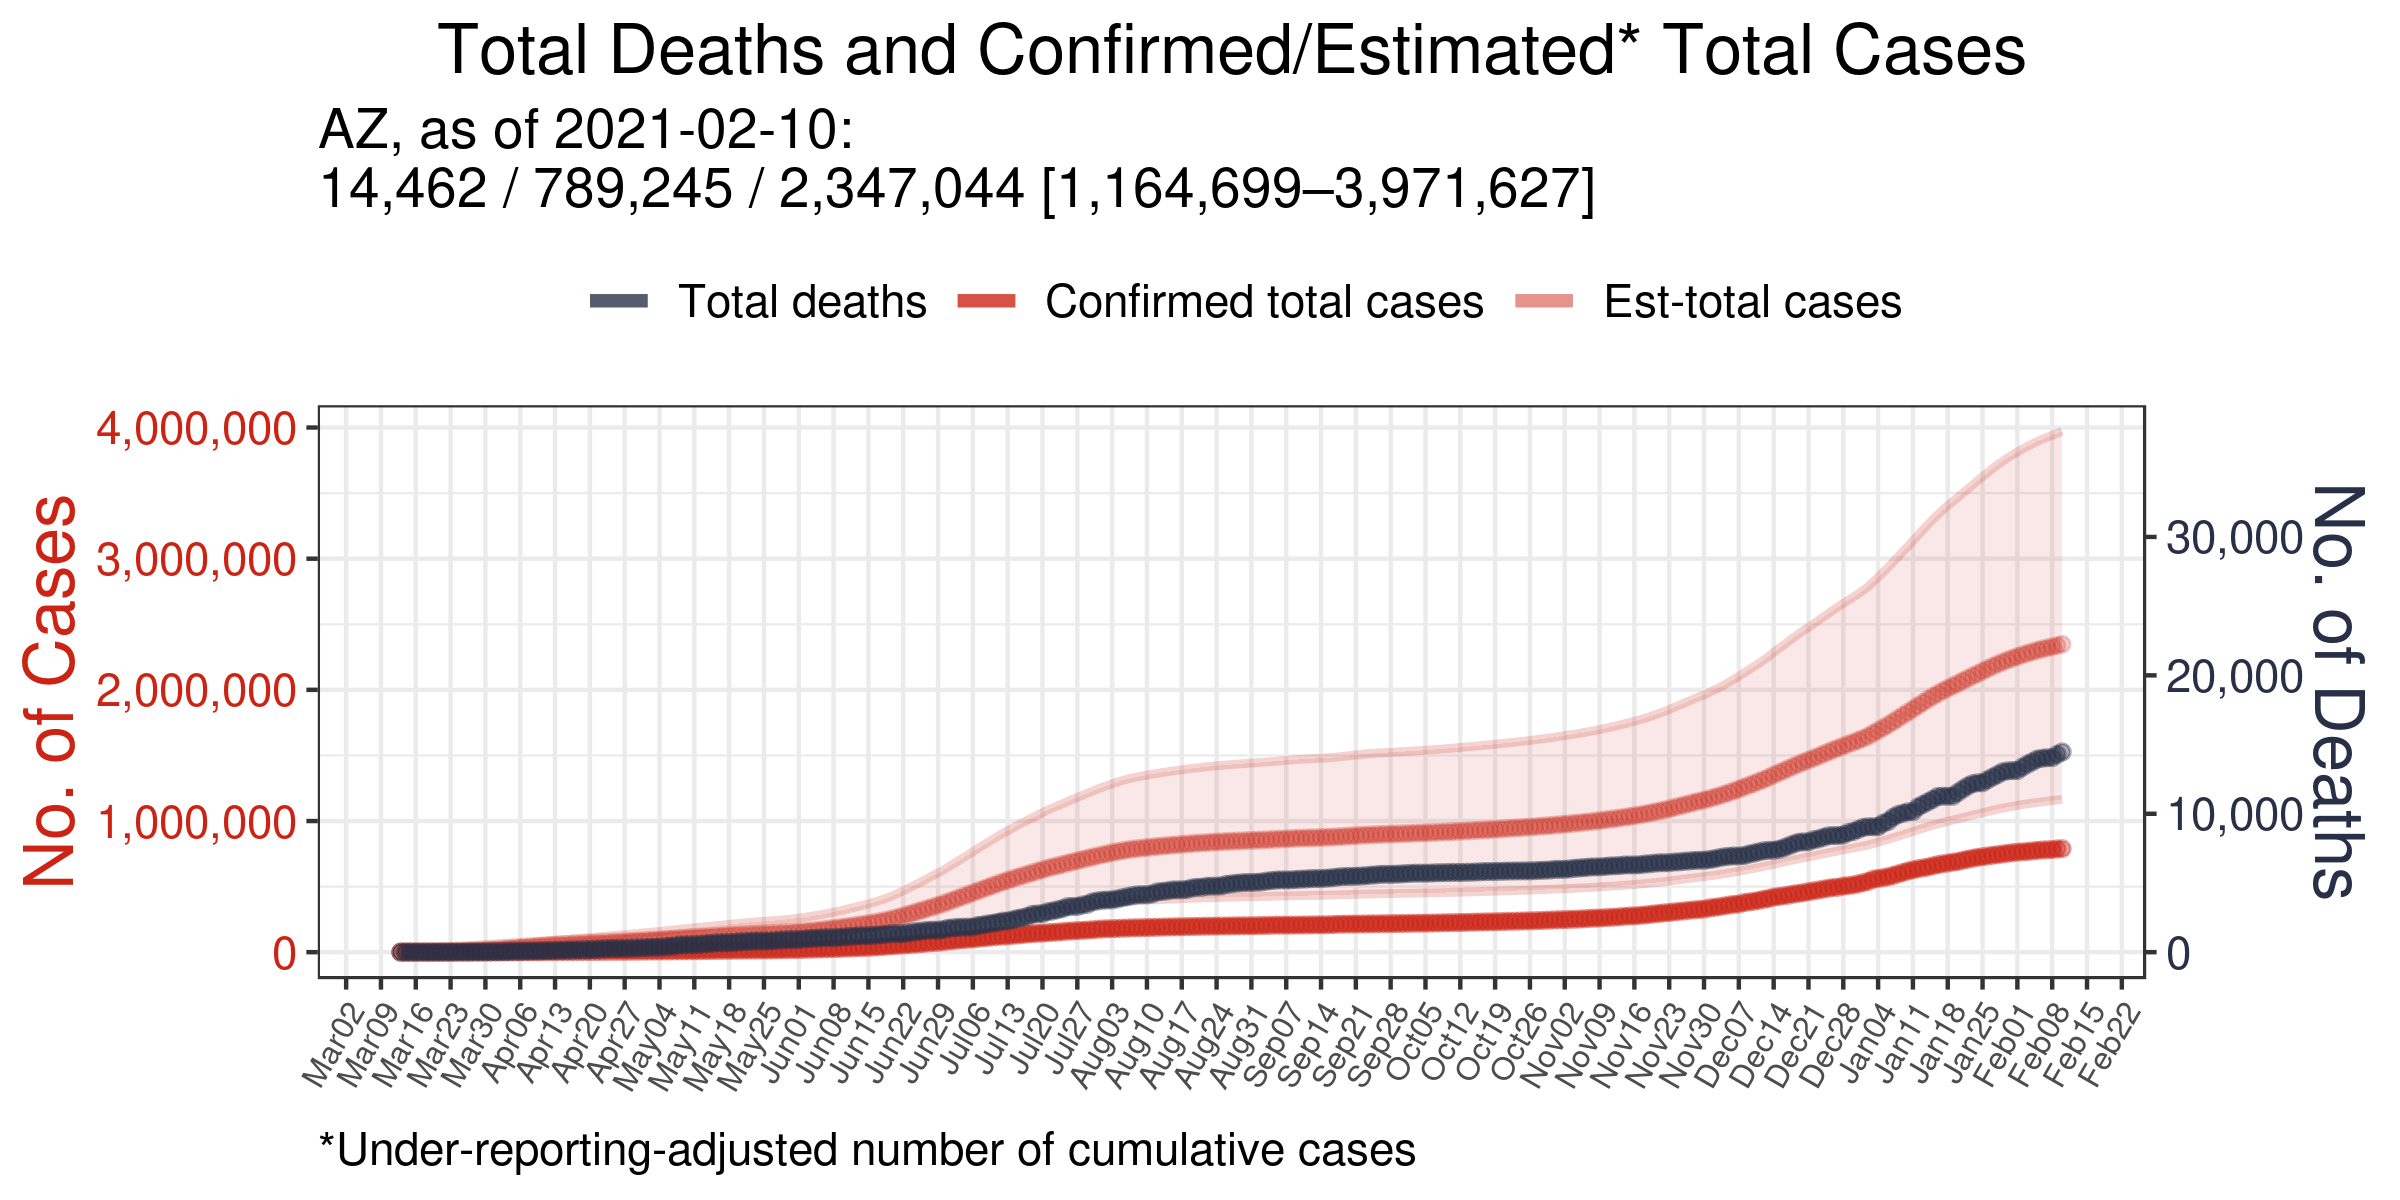 Total Deaths and Confirmed/Estimated* Total Cases
AZ, as of 2021-02-10:
14,462 / 789,245 / 2,347,044 [1,164,699–3,971,627]
Total deaths
Confirmed total cases
Est-total cases
No. of Cases
4,000,000
3,000,000
2,000,000
1,000,000
0
30,000
20,000
10,000
0
No. of Deaths
Mar02
Mar09
Mar16
Mar23
Mar30
Apr06
Apr13
Apr20
Apr27
May04
May11
May18
May25
Jun01
Jun08
Jun15
Jun22
Jun29
Jul06
Jul13
Jul20
Jul27
Aug03
Aug10
Aug17
Aug24
Aug31
Sep07
Sep14
Sep21
Sep28
Oct05
Oct12
Oct19
Oct26
Nov02
Nov09
Nov16
Nov23
Nov30
Dec07
Dec14
Dec21
Dec28
Jan04
Jan11
Jan18
Jan25
Feb01
Feb08
Feb15
Feb22
*Under-reporting-adjusted number of cumulative cases